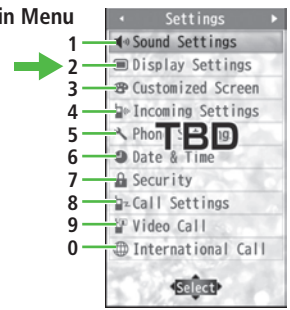 in Menu
Settings
1 Sound Settings
2 Display Settings
3 Customized Screen
4 Incoming Settings
5 Phone
TBD
6 Date & Time
7 Security
8 Call Settings
9 Video Call
0 International Call
Select